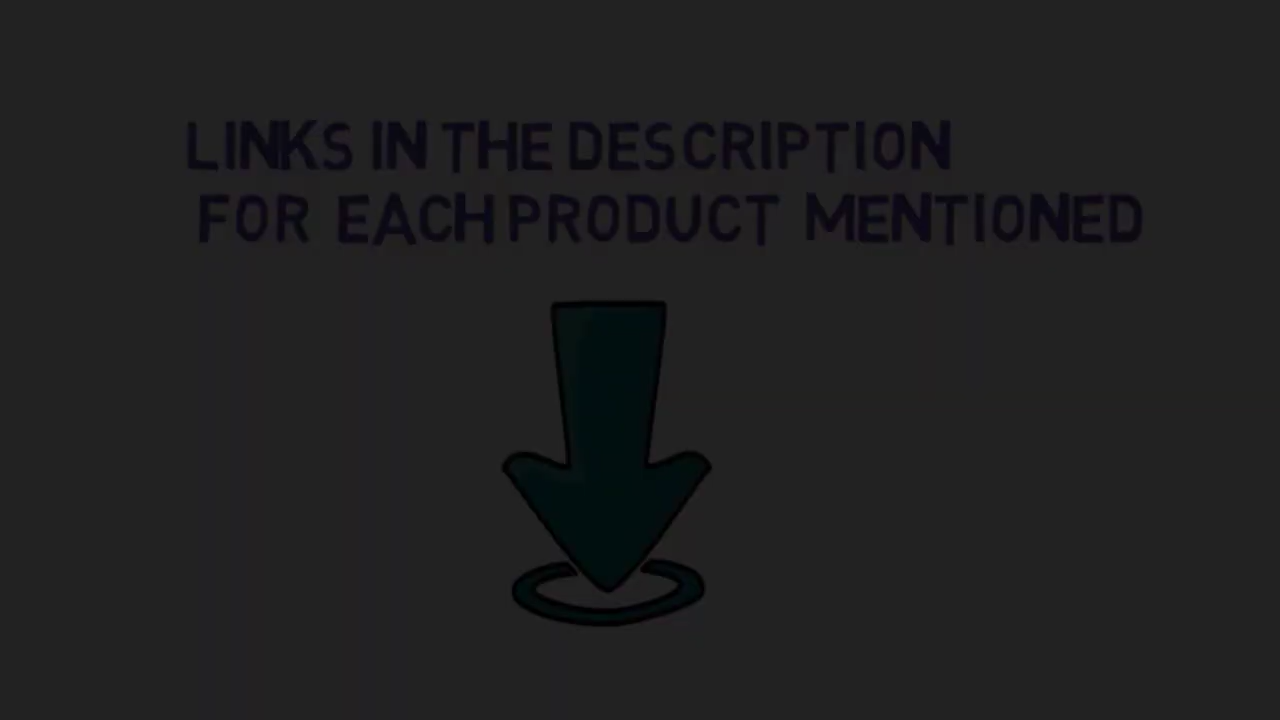 LINKS IN THE DESCRIPTION
FOR EACH PRODUCT MENTIONED